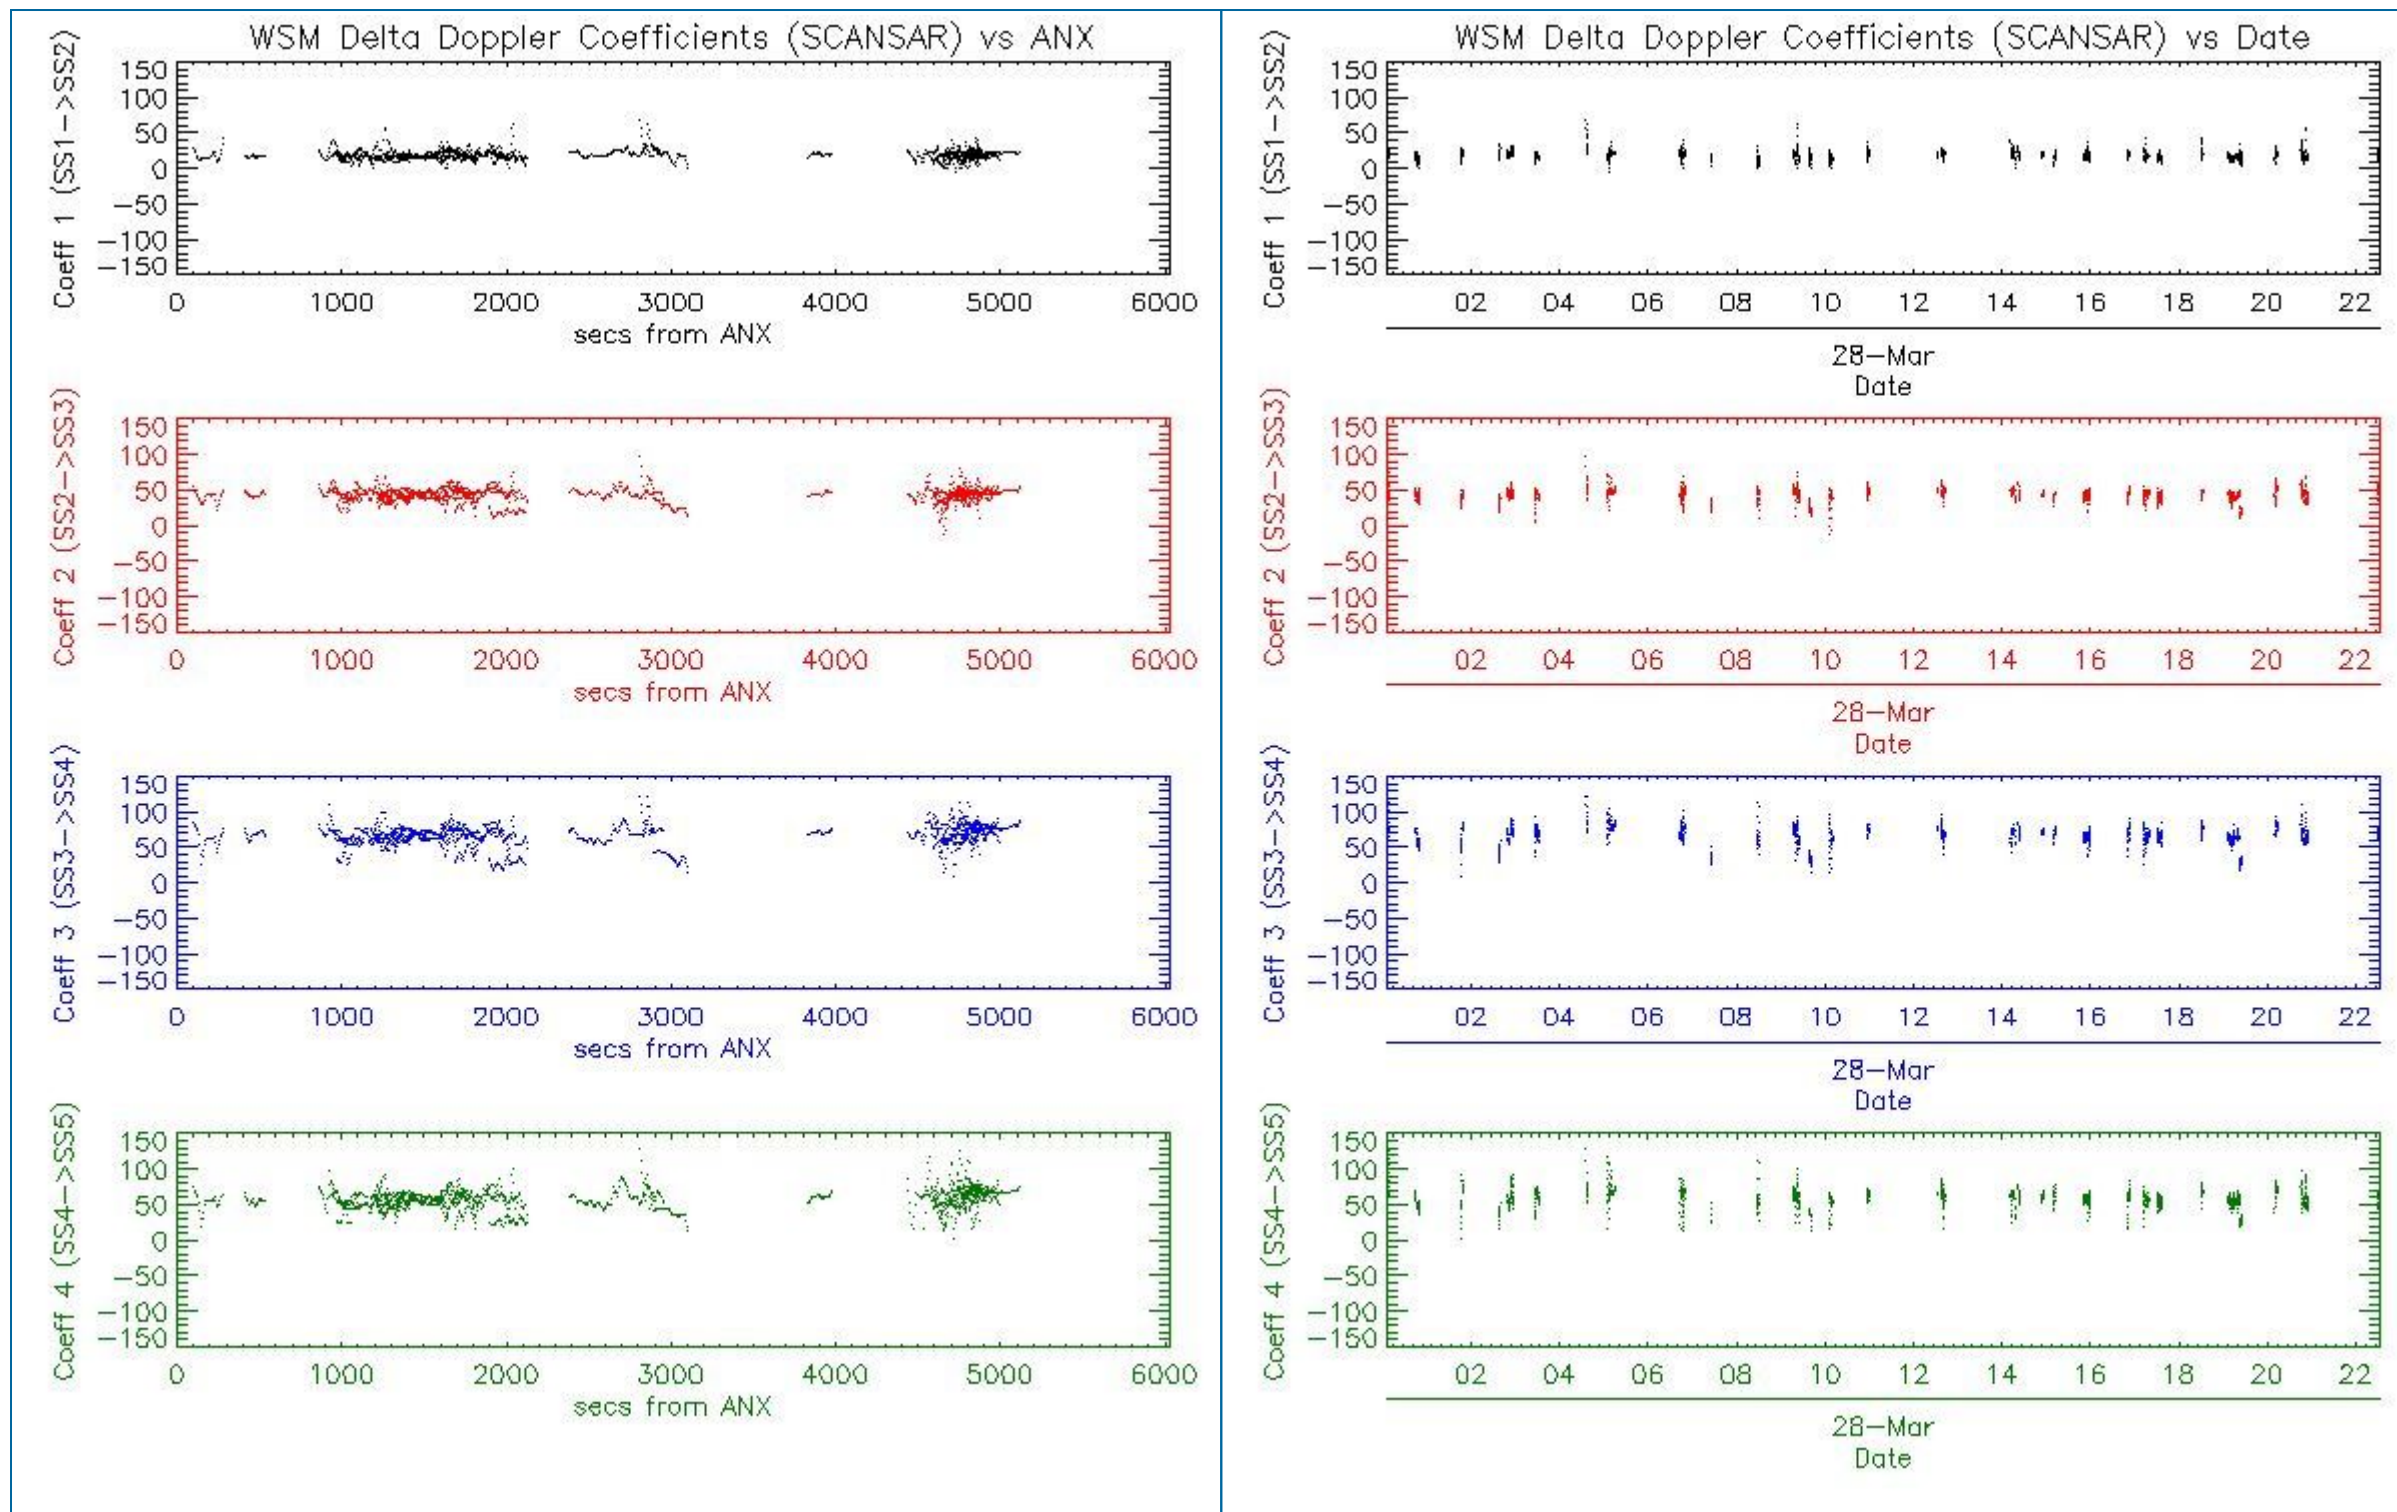 WSM Delta Doppler Coefficients (SCANSAR) vs ANX
Coeff 1 (SS1->SS2)
150
100
50
0
-50
-100
-150
0 1000 2000 3000 4000 5000 6000
secs from ANX
Coeff 2 (SS2->SS3)
150
100
50
0
-50
-100
-150
0 1000 2000 3000 4000 5000 6000
secs from ANX
Coeff 3 (SS3->SS4)
150
100
50
0
-50
-100
-150
0 1000 2000 3000 4000 5000 6000
secs from ANX
Coeff 4 (SS4->SS5)
150
100
50
0
-50
-100
-150
0 1000 2000 3000 4000 5000 6000
secs from ANX
WSM Delta Doppler Coefficients (SCANSAR) vs Date
Coeff 1 (SS1->SS2)
150
100
50
0
-50
-100
-150
02 04 06 08 10 12 14 16 18 20 22
28-Mar
Date
Coeff 2 (SS2->SS3)
150
100
50
0
-50
-100
-150
02 04 06 08 10 12 14 16 18 20 22
28-Mar
Date
Coeff 3 (SS3->SS4)
150
100
50
0
-50
-100
-150
02 04 06 08 10 12 14 16 18 20 22
28-Mar
Date
Coeff 4 (SS4->SS5)
150
100
50
0
-50
-100
-150
02 04 06 08 10 12 14 16 18 20 22
28-Mar
Date